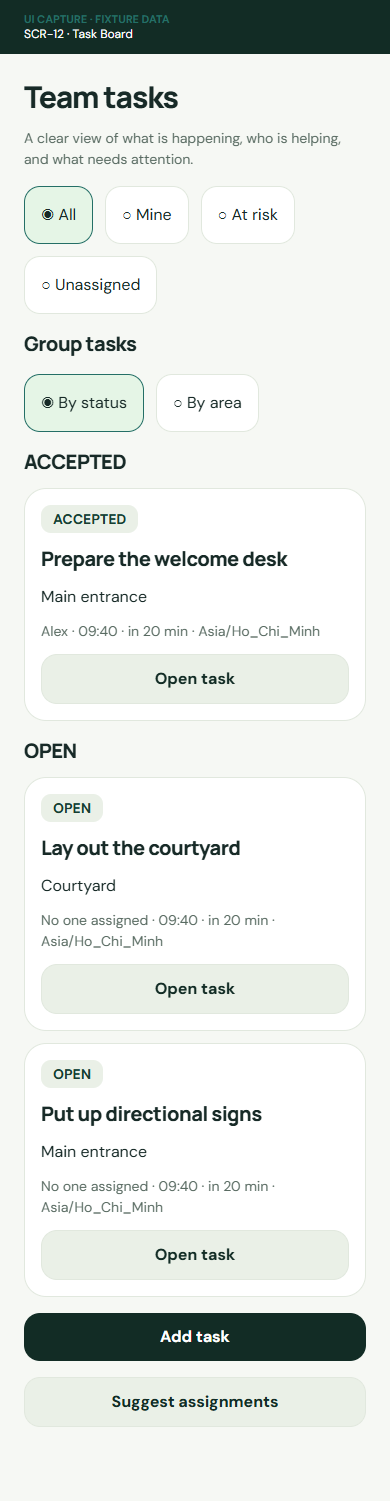 UI CAPTURE · FIXTURE DATA
SCR-12 · Task Board
Team tasks
A clear view of what is happening, who is helping,
and what needs attention.
◉ All
○ Mine
○ At risk
○ Unassigned
Group tasks
◉ By status
○ By area
ACCEPTED
ACCEPTED
Prepare the welcome desk
Main entrance
Alex · 09:40 · in 20 min · Asia/Ho_Chi_Minh
Open task
OPEN
OPEN
Lay out the courtyard
Courtyard
No one assigned · 09:40 · in 20 min ·
Asia/Ho_Chi_Minh
Open task
OPEN
Put up directional signs
Main entrance
No one assigned · 09:40 · in 20 min ·
Asia/Ho_Chi_Minh
Open task
Add task
Suggest assignments